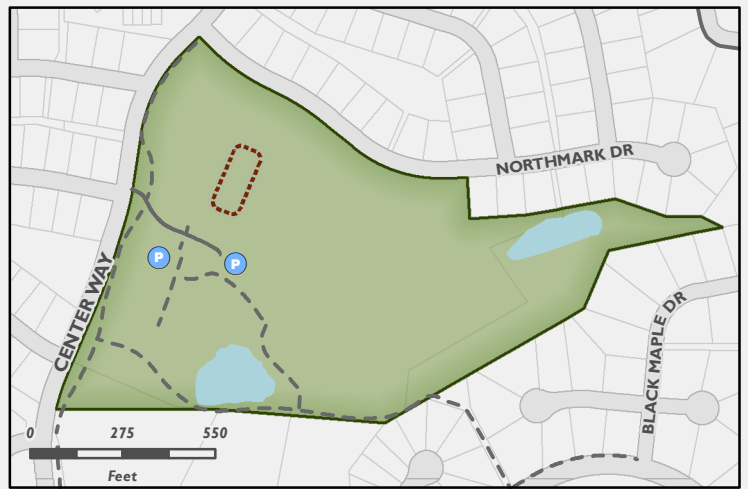 NORTHMARK DR
P
P
CENTER WAY
BLACK MAPLE DR
0 275 550
Feet